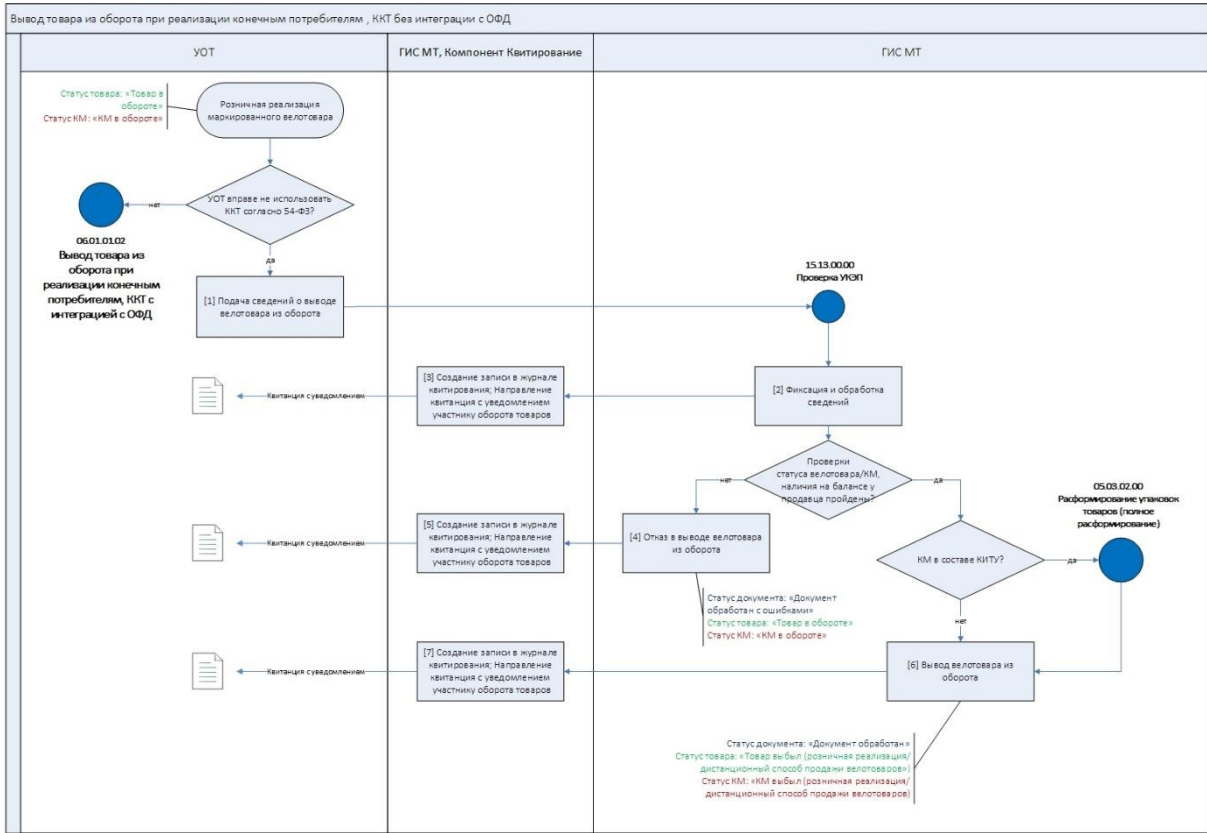 Вывод товара из оборота при реализации конечным потребителям , ККТ без интеграции с ОФД
УОТ
ГИС МТ, Компонент Квитирование
ГИС МТ
Статус товара: «Товар в
обороте»
Статус КМ: «КМ в обороте»
Розничная реализация
маркированного велотовара
УОТ вправе не использовать
ККТ согласно 54-ФЗ?
нет
да
06.01.01.02
Вывод товара из
оборота при
реализации конечным
потребителям, ККТ с
интеграцией с ОФД
[1] Подача сведений о выводе
велотовара из оборота
15.13.00.00
Проверка УКЭП
[2] Фиксация и обработка
сведений
[3] Создание записи в журнале
квитирования; Направление
квитанция с уведомлением
участнику оборота товаров
Квитанция с уведомлением
Проверки
статуса велотовара/КМ,
наличия на балансе у
продавца пройдены?
нет
да
05.03.02.00
Расформирование упаковок
товаров (полное
расформирование)
[4] Отказ в выводе велотовара
из оборота
[5] Создание записи в журнале
квитирования; Направление
квитанция с уведомлением
участнику оборота товаров
Квитанция с уведомлением
КМ в составе КИТУ?
да
нет
Статус документа: «Документ
обработан с ошибками»
Статус товара: «Товар в обороте»
Статус КМ: «КМ в обороте»
[6] Вывод велотовара из
оборота
[7] Создание записи в журнале
квитирования; Направление
квитанция с уведомлением
участнику оборота товаров
Квитанция с уведомлением
Статус документа: «Документ обработан»
Статус товара: «Товар выбыл (розничная реализация/
дистанционный способ продажи велотоваров»)
Статус КМ: «КМ выбыл (розничная реализация/
дистанционный способ продажи велотоваров)